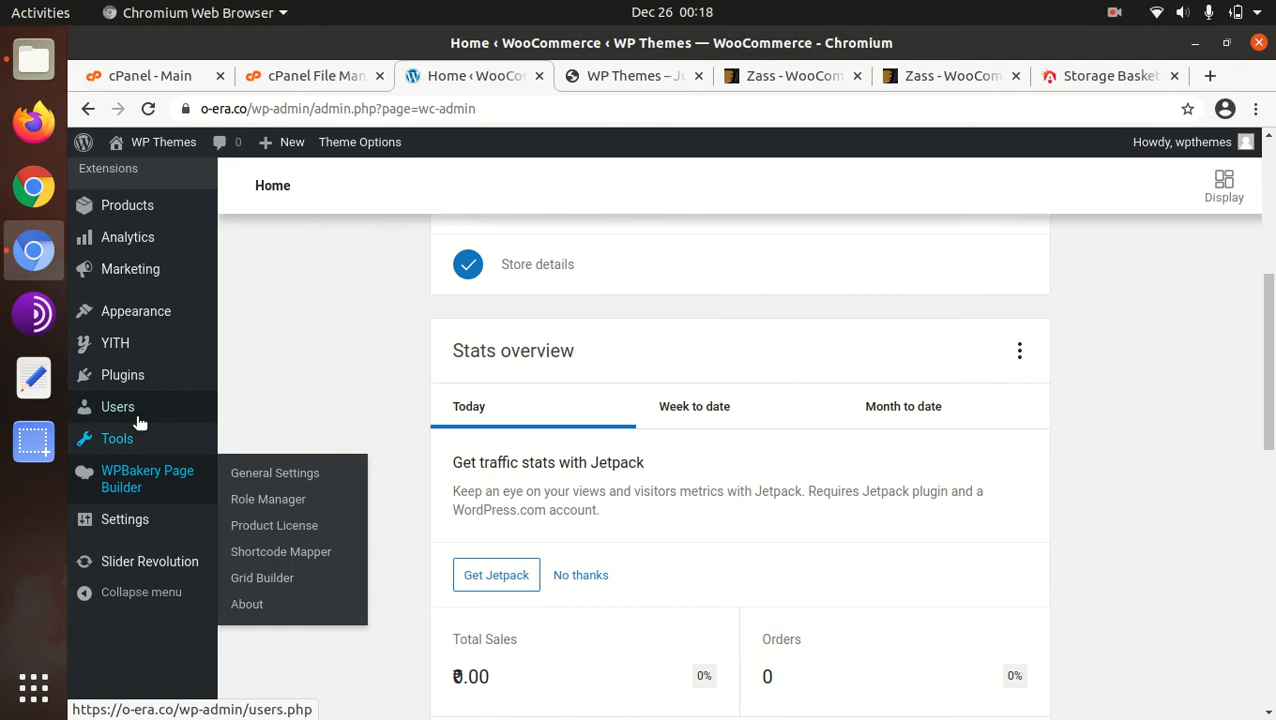 Activities
Chromium Web Browser
Dec 26 00:18
Home ‹ WooCommerce ‹ WP Themes — WooCommerce - Chromium
cPanel - Main
cPanel File Man
Home ‹ WooCo
WP Themes – Ju
Zass - WooCom
Zass - WooCom
Storage Basket
o-era.co/wp-admin/admin.php?page=wc-admin
WP Themes
0
New
Theme Options
Howdy, wpthemes
Extensions
Products
Analytics
Marketing
Appearance
YITH
Plugins
Users
Tools
WPBakery Page
Builder
Settings
Slider Revolution
Collapse menu
General Settings
Role Manager
Product License
Shortcode Mapper
Grid Builder
About
Home
Display
Store details
Stats overview
Today
Week to date
Month to date
Get traffic stats with Jetpack
Keep an eye on your views and visitors metrics with Jetpack. Requires Jetpack plugin and a
WordPress.com account.
Get Jetpack
No thanks
Total Sales
₹0.00
0%
Orders
0
0%
https://o-era.co/wp-admin/users.php